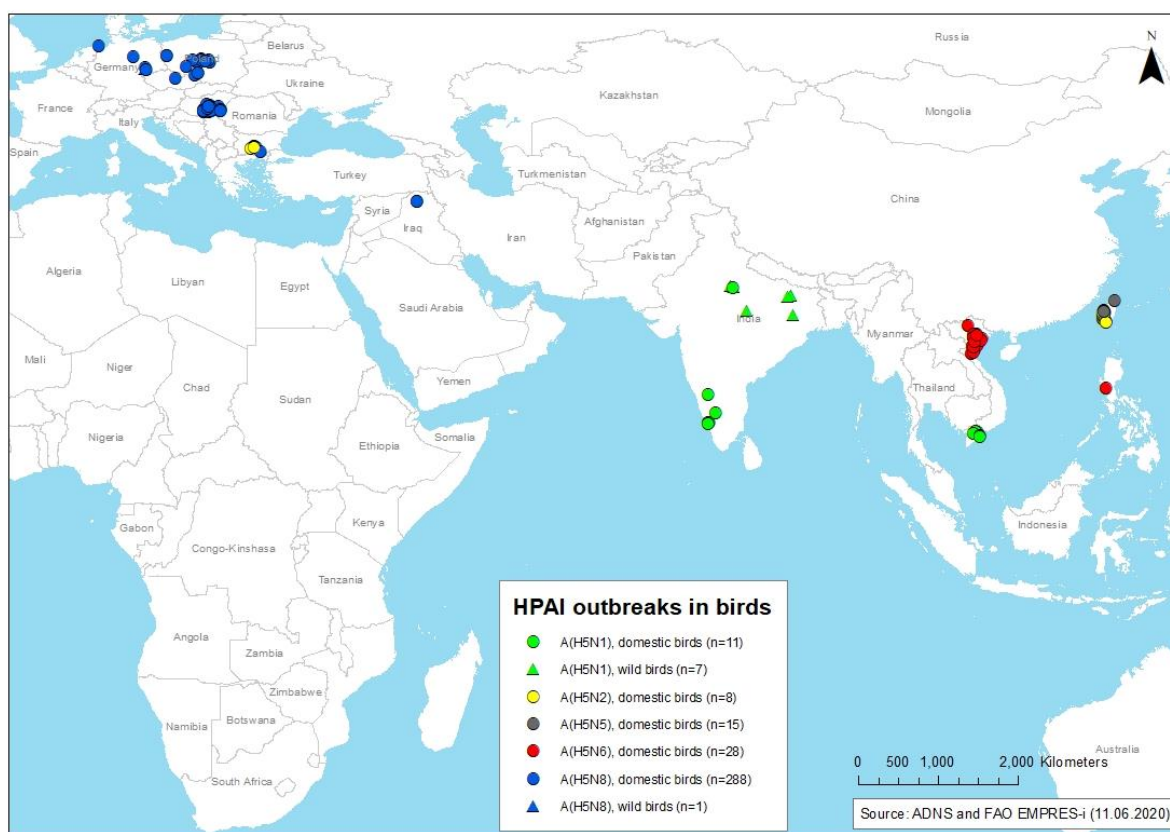 Russia
N
Belarus
Poland
Germany
Ukraine
Kazakhstan
France
Mongolia
Romania
Italy
Spain
Turkey
Turkmenistan
China
Syria
Afghanistan
Iraq
Iran
Pakistan
Algeria
Libyan
Egypt
Saudi Arabia
India
Myanmar
Mali
Niger
Chad
Sudan
Yemen
Thailand
Nigeria
Ethiopia
Somalia
Gabon
Kenya
Indonesia
Congo-Kinshasa
Tanzania
Angola
Zambia
Zimbabwe
Namibia
Botswana
South Africa
Australia
HPAI outbreaks in birds
A(H5N1), domestic birds (n=11)
A(H5N1), wild birds (n=7)
A(H5N2), domestic birds (n=8)
A(H5N5), domestic birds (n=15)
A(H5N6), domestic birds (n=28)
A(H5N8), domestic birds (n=288)
A(H5N8), wild birds (n=1)
0 500 1,000 2,000 Kilometers
Source: ADNS and FAO EMPRES-i (11.06.2020)